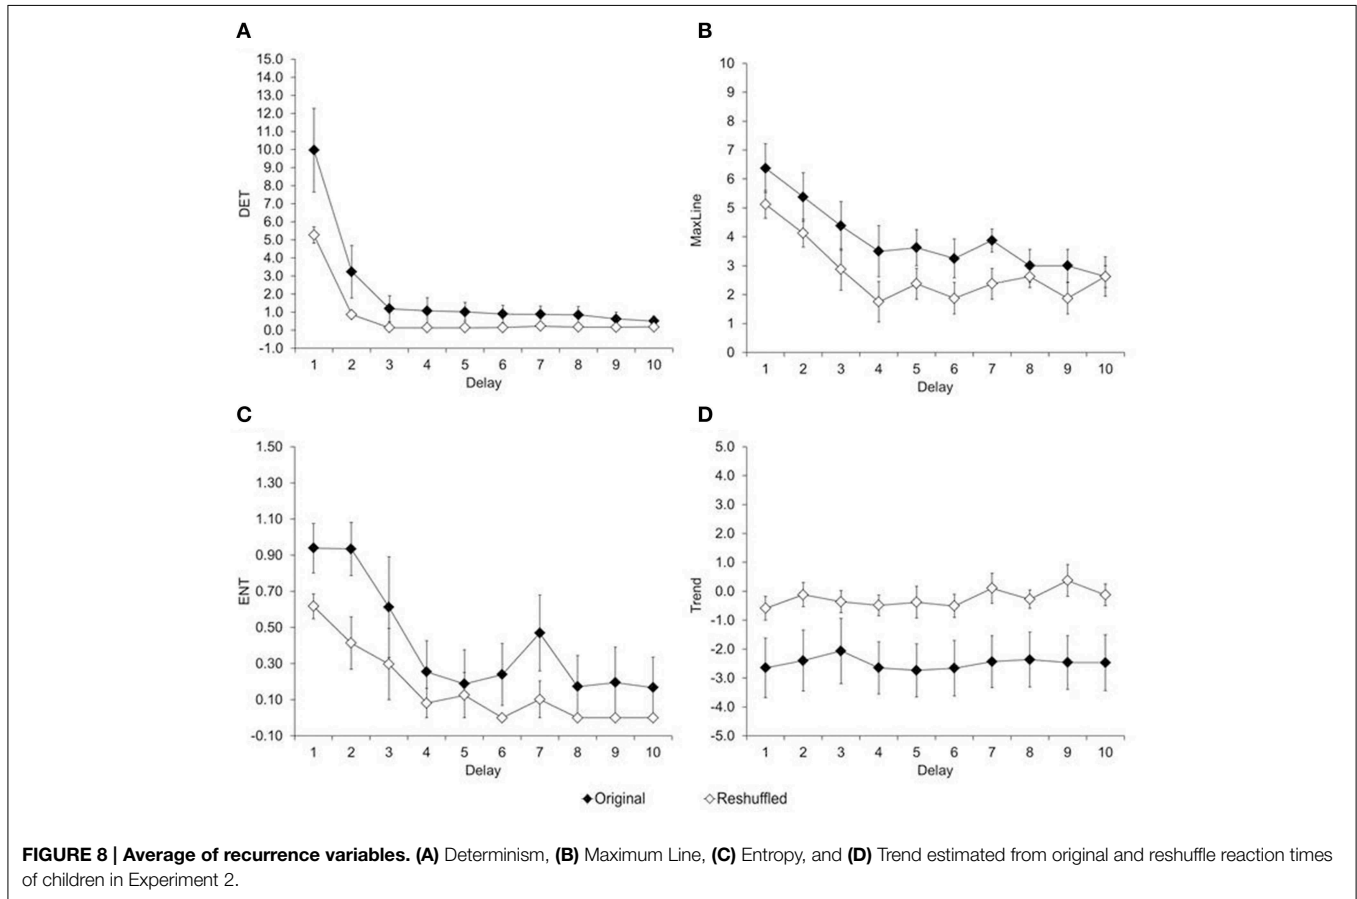 A
15.0
14.0
13.0
12.0
11.0
10.0
9.0
8.0
7.0
6.0
5.0
4.0
3.0
2.0
1.0
0.0
-1.0
DET
1 2 3 4 5 6 7 8 9 10
Delay
B
10
9
8
7
6
5
4
3
2
1
0
MaxLine
1 2 3 4 5 6 7 8 9 10
Delay
C
1.50
1.30
1.10
0.90
0.70
0.50
0.30
0.10
-0.10
ENT
1 2 3 4 5 6 7 8 9 10
Delay
D
5.0
4.0
3.0
2.0
1.0
0.0
-1.0
-2.0
-3.0
-4.0
-5.0
Trend
1 2 3 4 5 6 7 8 9 10
Delay
Original Reshuffled
FIGURE 8 | Average of recurrence variables. (A) Determinism, (B) Maximum Line, (C) Entropy, and (D) Trend estimated from original and reshuffle reaction times
of children in Experiment 2.